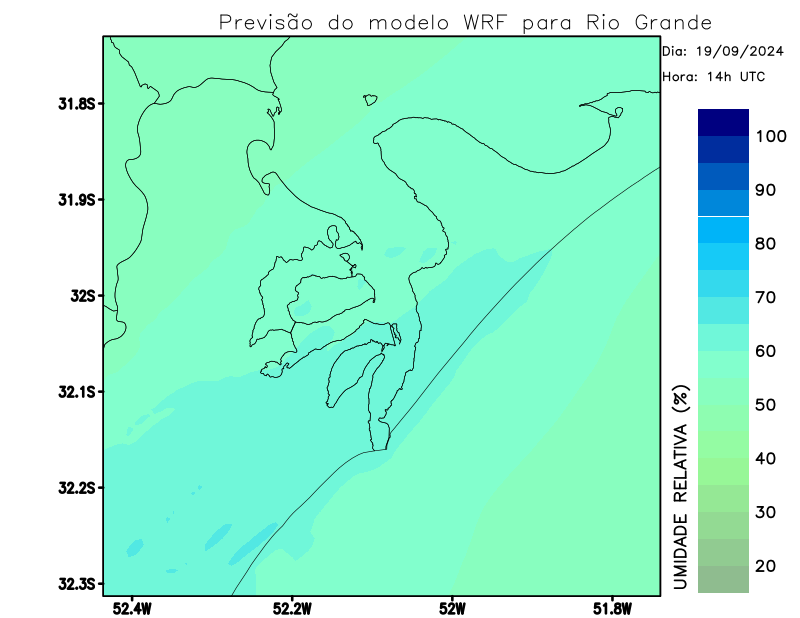 Previsão do modelo WRF para Rio Grande
Dia: 19/09/2024
Hora: 14h UTC
31.8S
31.9S
32S
32.1S
32.2S
32.3S
52.4W
52.2W
52W
51.8W
100
90
80
70
60
50
40
30
20
UMIDADE RELATIVA (%)